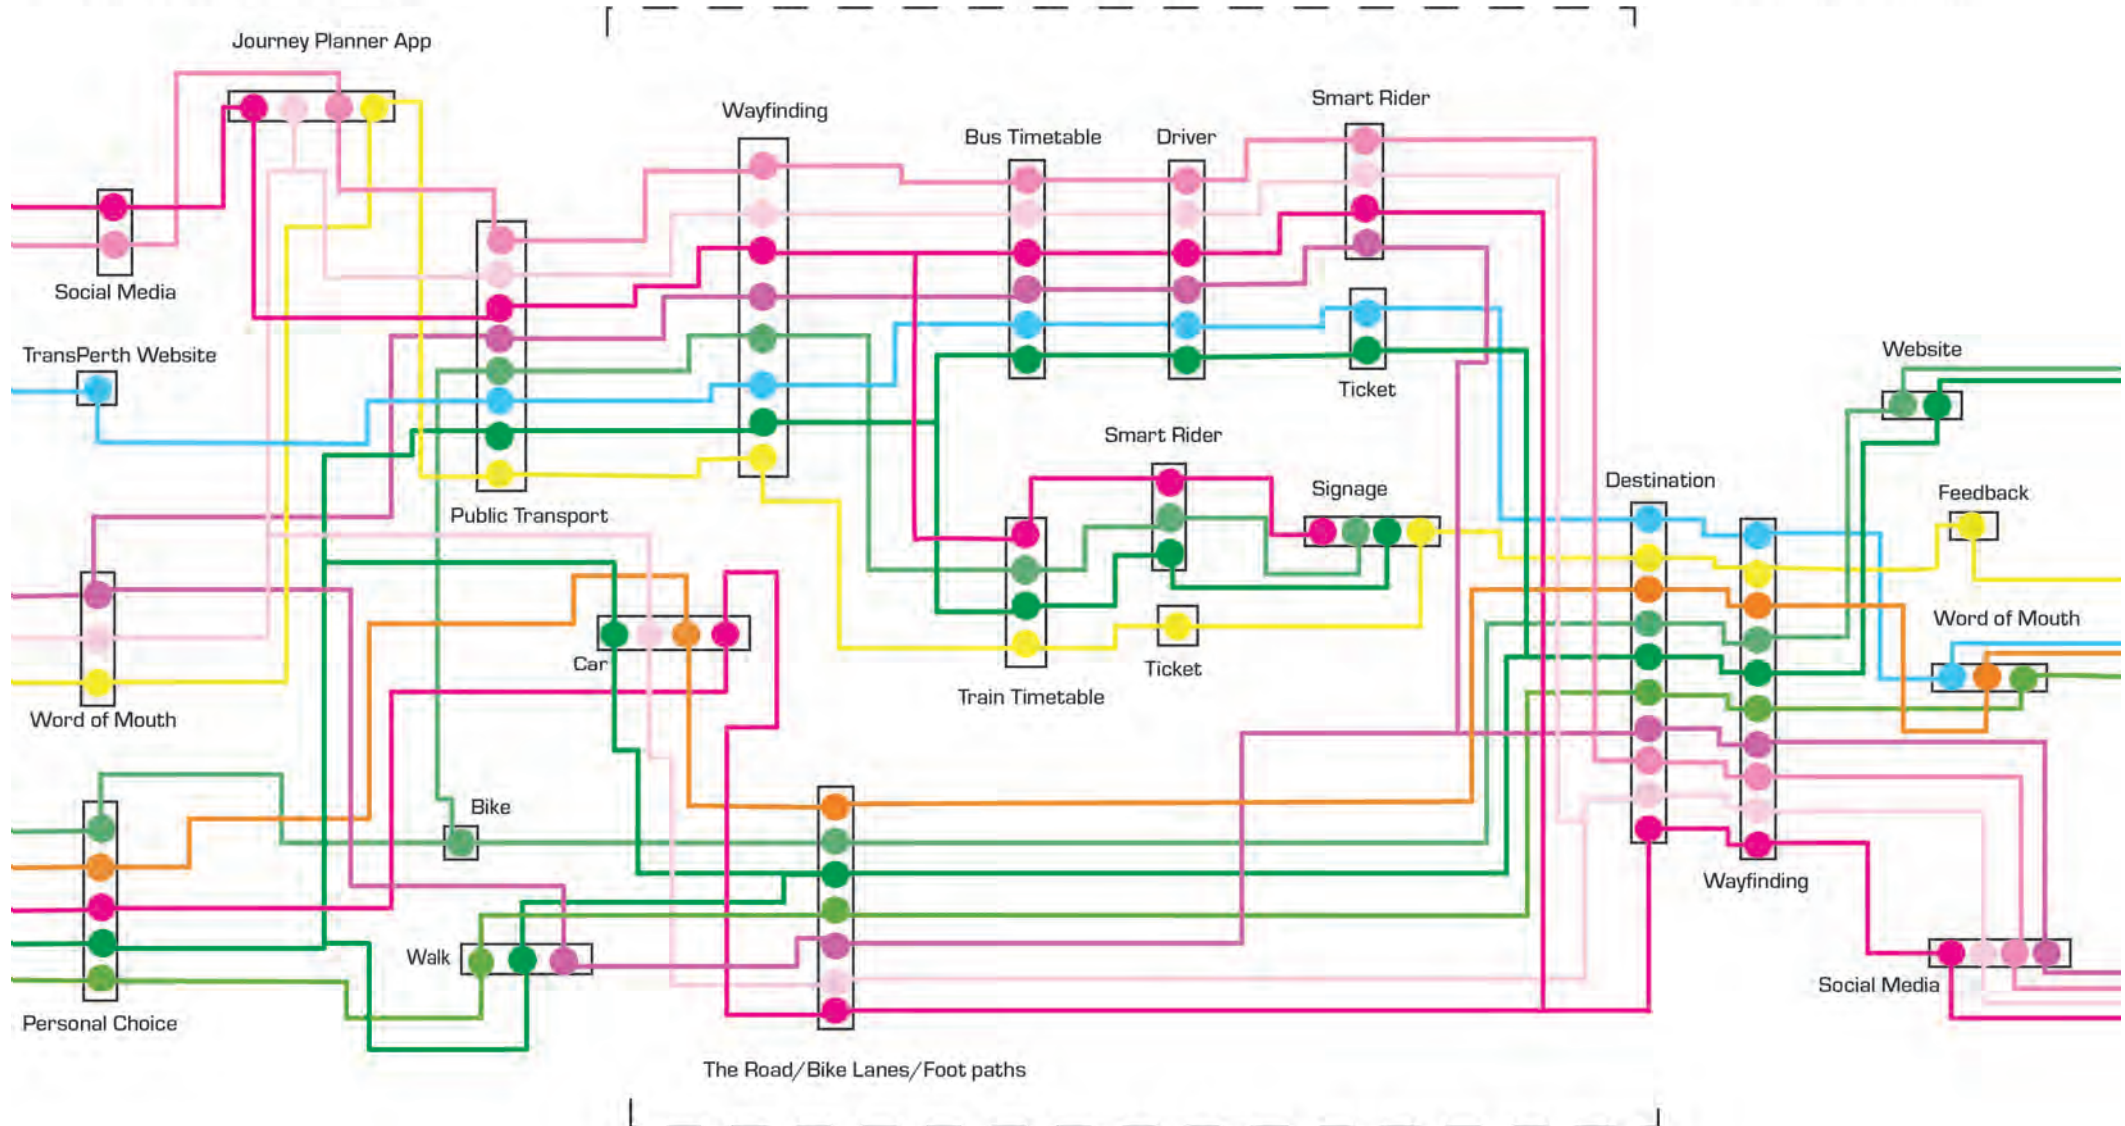 Journey Planner App
Smart Rider
Wayfinding
Bus Timetable
Driver
Social Media
TransPerth Website
Website
Ticket
Smart Rider
Destination
Signage
Feedback
Public Transport
Word of Mouth
Car
Ticket
Train Timetable
Word of Mouth
Bike
Wayfinding
Walk
Social Media
Personal Choice
The Road/Bike Lanes/Foot paths